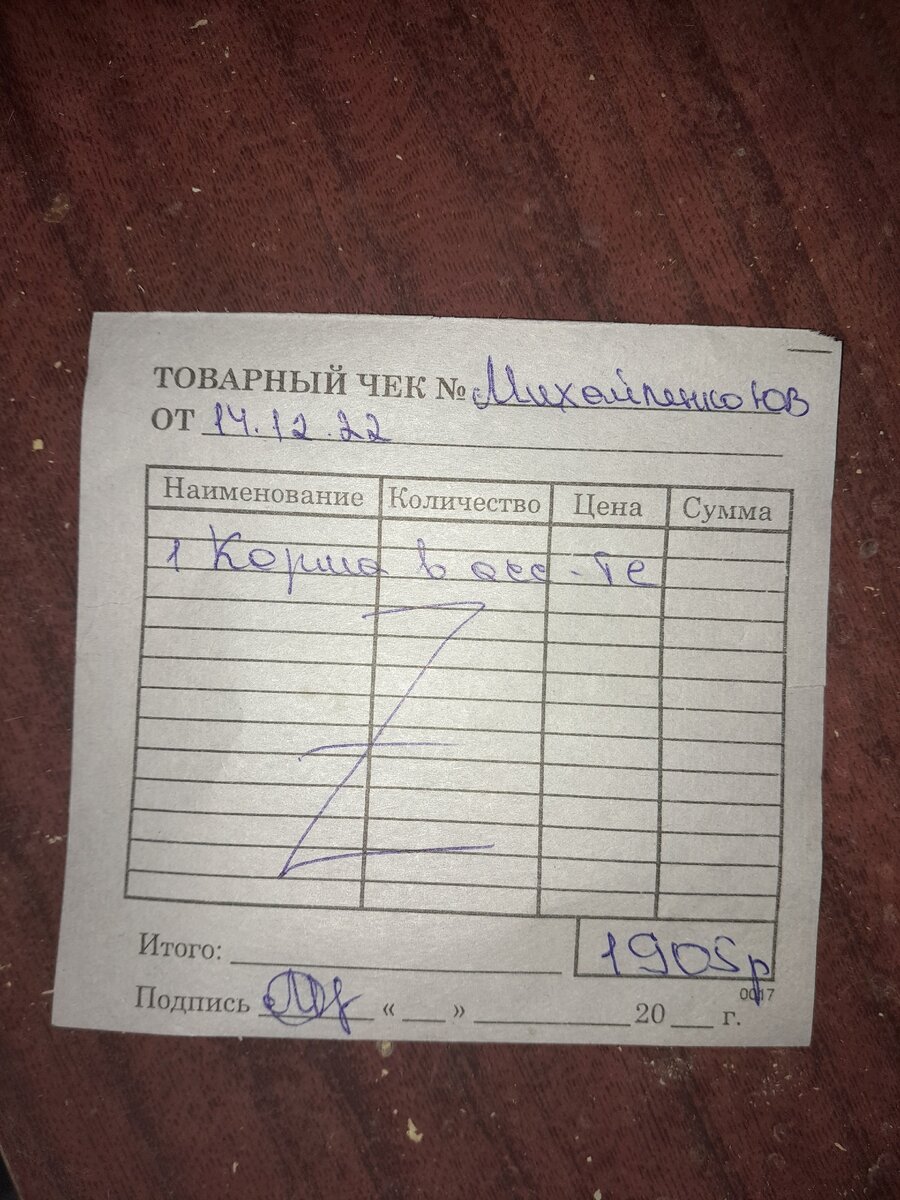 ТОВАРНЫЙ ЧЕК № Михайленко ЮВ
ОТ 14.12.22
Наименование Количество Цена Сумма
1 Корма в асс-те
Итого: 1905р
0017
Подпись « » 20 г.